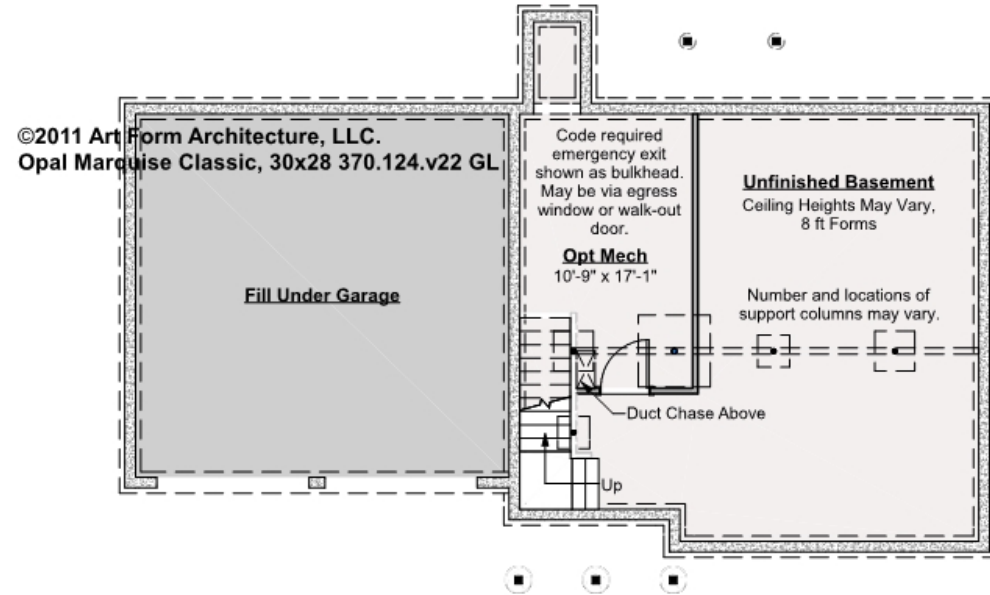 ©2011 Art Form Architecture, LLC.
Opal Marquise Classic, 30x28 370.124.v22 GL
Code required
emergency exit
shown as bulkhead.
May be via egress
window or walk-out
door.
Opt Mech
10'-9" x 17'-1"
Unfinished Basement
Ceiling Heights May Vary,
8 ft Forms
Fill Under Garage
Number and locations of
support columns may vary.
Duct Chase Above
Up